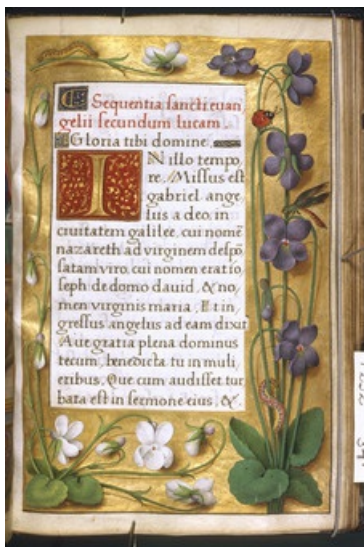 Sequentia sancti euan
gelii secundum lucam.
Gloria tibi domine.
IN illo tempo
re. Missus est
gabriel ange
lus a deo, in
ciuitatem galilee, cui nomẽ
nazareth ad virginem despõ
satam viro, cui nomen erat io
seph de domo dauid, & no
men virginis maria. Et in
gressus angelus ad eam dixit
Aue gratia plena dominus
tecum, benedicta tu in muli
eribus, Que cum audisset tur
bata est in sermone eius, &